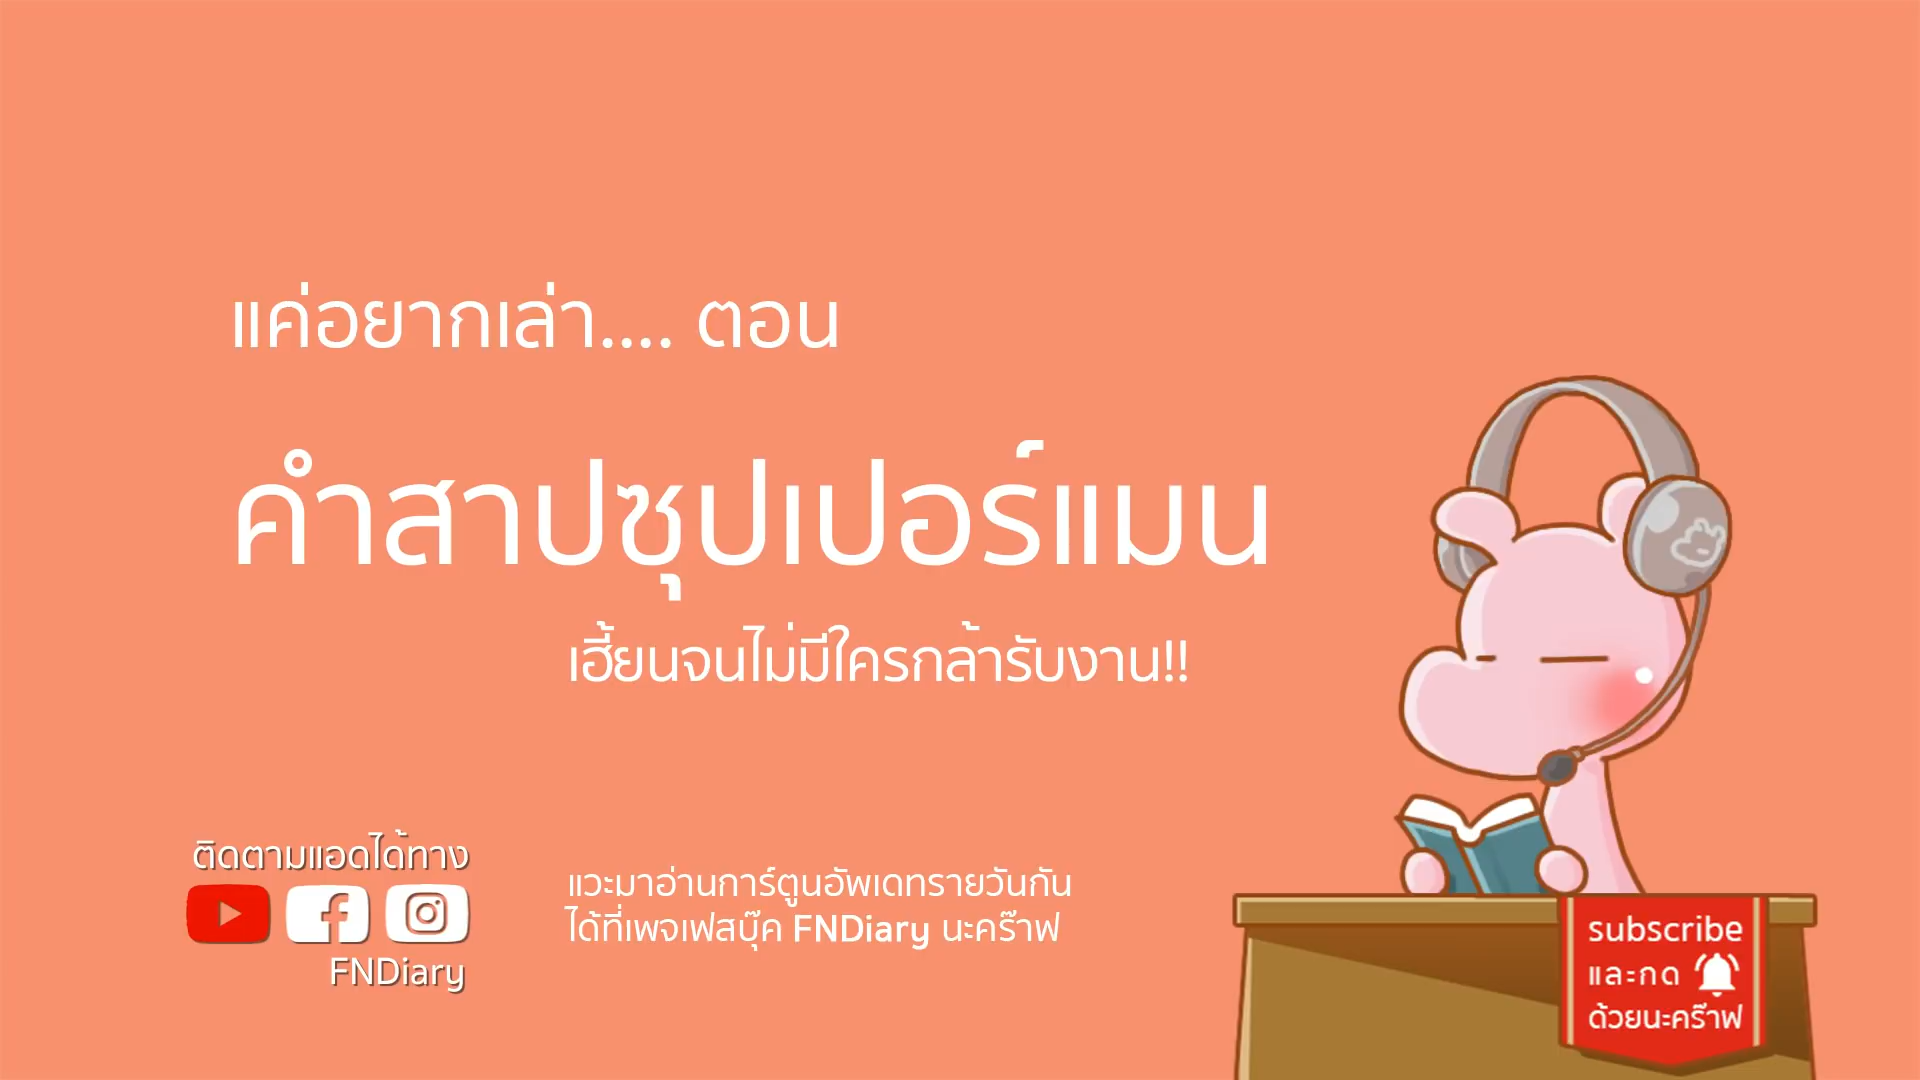 แค่อยากเล่า.... ตอน
คำสาปซุปเปอร์แมน
เฮี้ยนจนไม่มีใครกล้ารับงาน!!
ติดตามแอดได้ทาง
FNDiary
แวะมาอ่านการ์ตูนอัพเดทรายวันกัน
ได้ที่เพจเฟสบุ๊ค FNDiary นะคร๊าฟ
subscribe
และกด
ด้วยนะคร๊าฟ